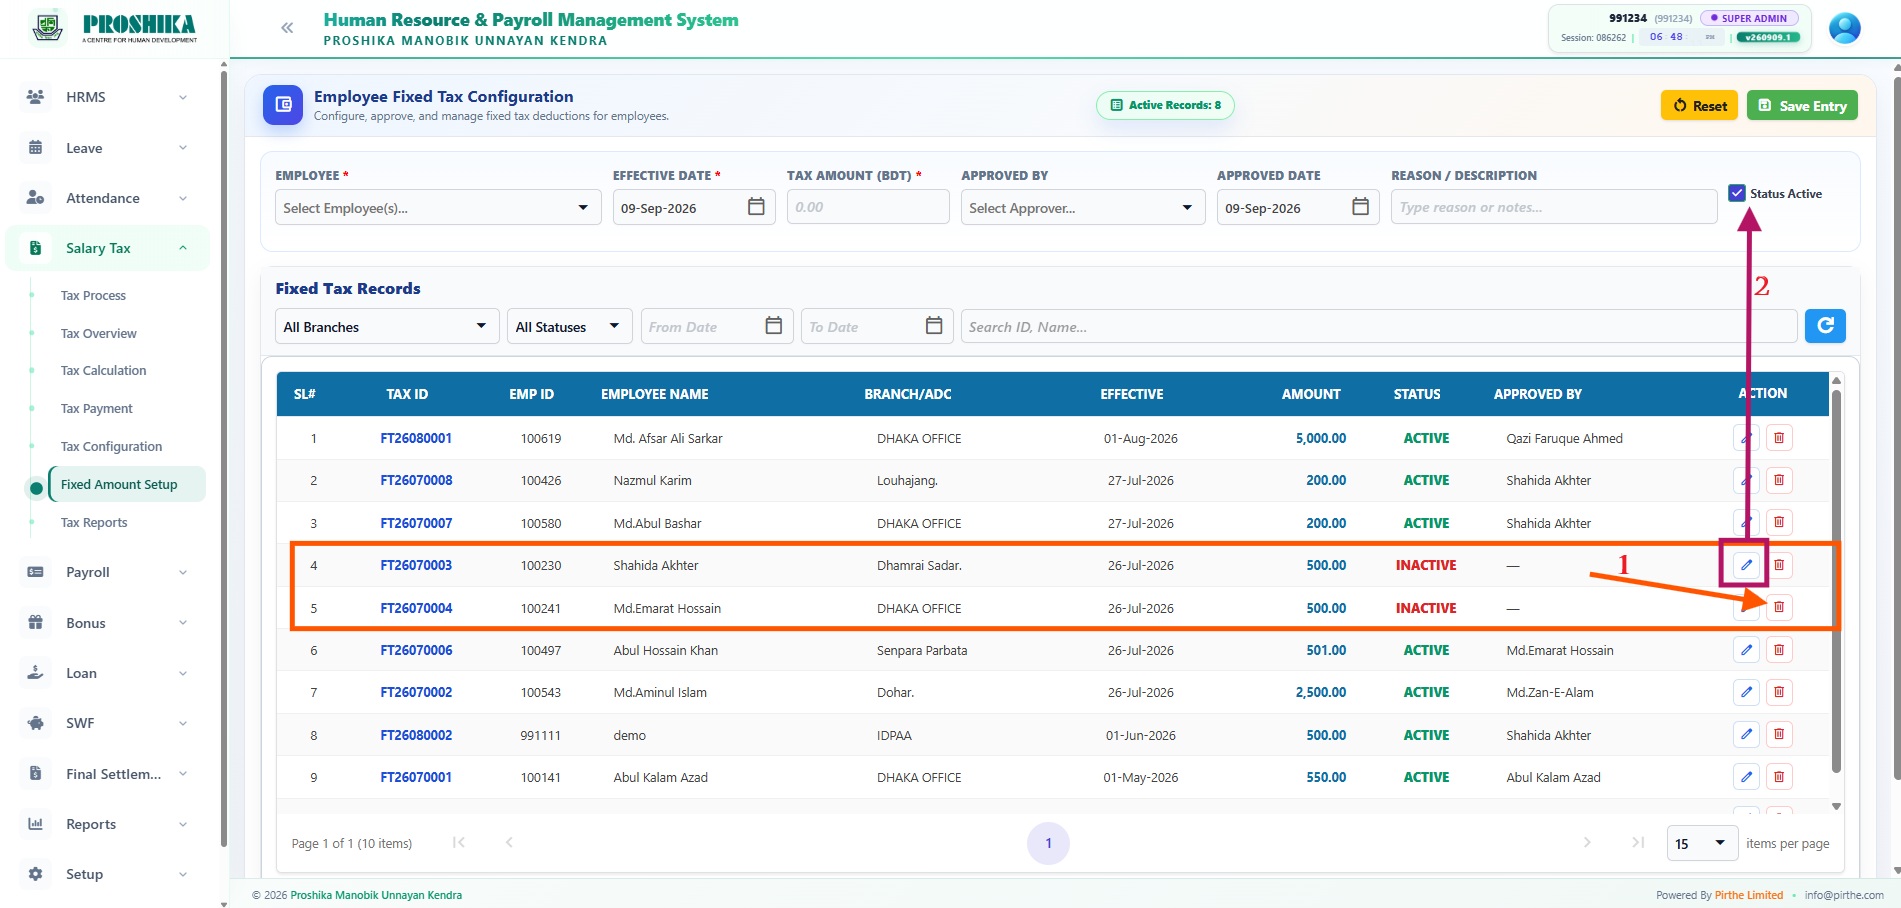 PROSHIKA
A CENTRE FOR HUMAN DEVELOPMENT
Human Resource & Payroll Management System
PROSHIKA MANOBIK UNNAYAN KENDRA
991234 (991234) SUPER ADMIN
Session: 086262 | 06 48 PM | v260909.1
HRMS
Leave
Attendance
Salary Tax
Tax Process
Tax Overview
Tax Calculation
Tax Payment
Tax Configuration
Fixed Amount Setup
Tax Reports
Payroll
Bonus
Loan
SWF
Final Settlem...
Reports
Setup
Employee Fixed Tax Configuration
Configure, approve, and manage fixed tax deductions for employees.
Active Records: 8
Reset
Save Entry
EMPLOYEE * EFFECTIVE DATE * TAX AMOUNT (BDT) * APPROVED BY APPROVED DATE REASON / DESCRIPTION
Select Employee(s)... 09-Sep-2026 0.00 Select Approver... 09-Sep-2026 Type reason or notes... Status Active
2
Fixed Tax Records
All Branches All Statuses From Date To Date Search ID, Name...
SL# TAX ID EMP ID EMPLOYEE NAME BRANCH/ADC EFFECTIVE AMOUNT STATUS APPROVED BY ACTION
1 FT26080001 100619 Md. Afsar Ali Sarkar DHAKA OFFICE 01-Aug-2026 5,000.00 ACTIVE Qazi Faruque Ahmed
2 FT26070008 100426 Nazmul Karim Louhajang. 27-Jul-2026 200.00 ACTIVE Shahida Akhter
3 FT26070007 100580 Md.Abul Bashar DHAKA OFFICE 27-Jul-2026 200.00 ACTIVE Shahida Akhter
4 FT26070003 100230 Shahida Akhter Dhamrai Sadar. 26-Jul-2026 500.00 INACTIVE — 1
5 FT26070004 100241 Md.Emarat Hossain DHAKA OFFICE 26-Jul-2026 500.00 INACTIVE —
6 FT26070006 100497 Abul Hossain Khan Senpara Parbata 26-Jul-2026 501.00 ACTIVE Md.Emarat Hossain
7 FT26070002 100543 Md.Aminul Islam Dohar. 26-Jul-2026 2,500.00 ACTIVE Md.Zan-E-Alam
8 FT26080002 991111 demo IDPAA 01-Jun-2026 500.00 ACTIVE Shahida Akhter
9 FT26070001 100141 Abul Kalam Azad DHAKA OFFICE 01-May-2026 550.00 ACTIVE Abul Kalam Azad
Page 1 of 1 (10 items) 1 15 items per page
© 2026 Proshika Manobik Unnayan Kendra
Powered By Pirthe Limited • info@pirthe.com